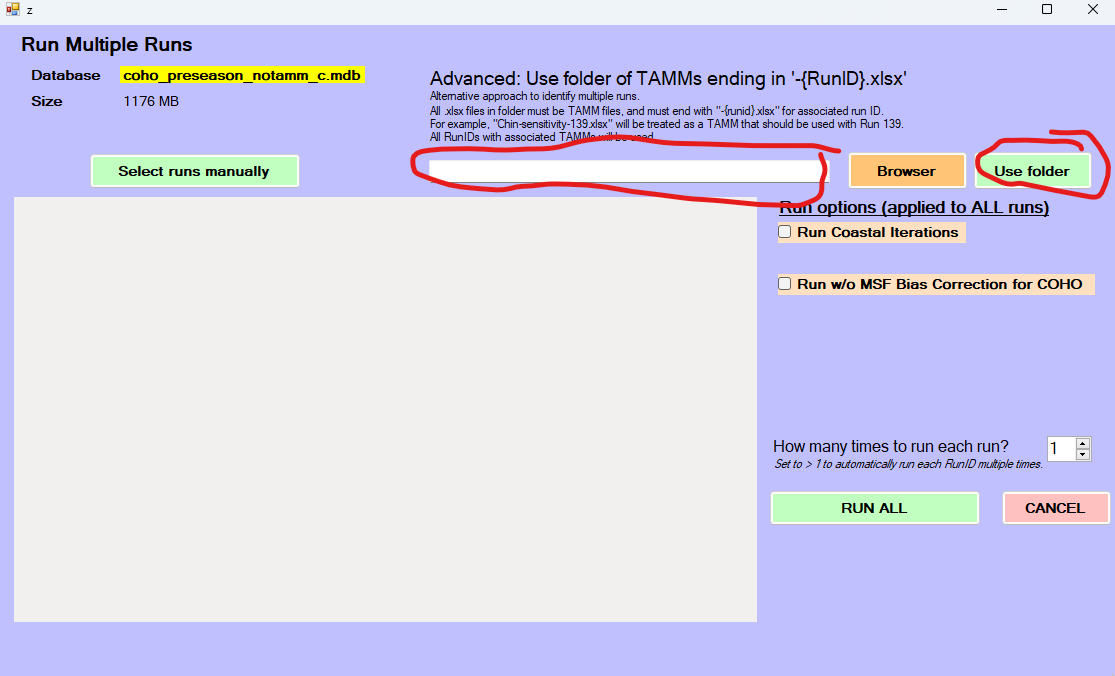 z
Run Multiple Runs
Database coho_preseason_notamm_c.mdb
Size 1176 MB
Advanced: Use folder of TAMMs ending in '-{RunID}.xlsx'
Alternative approach to identify multiple runs.
All .xlsx files in folder must be TAMM files, and must end with "-{runid}.xlsx" for associated run ID.
For example, "Chin-sensitivity-139.xlsx" will be treated as a TAMM that should be used with Run 139.
All RunIDs with associated TAMMs will be used.
Select runs manually
Browser
Use folder
Run options (applied to ALL runs)
Run Coastal Iterations
Run w/o MSF Bias Correction for COHO
How many times to run each run? 1
Set to > 1 to automatically run each RunID multiple times.
RUN ALL
CANCEL